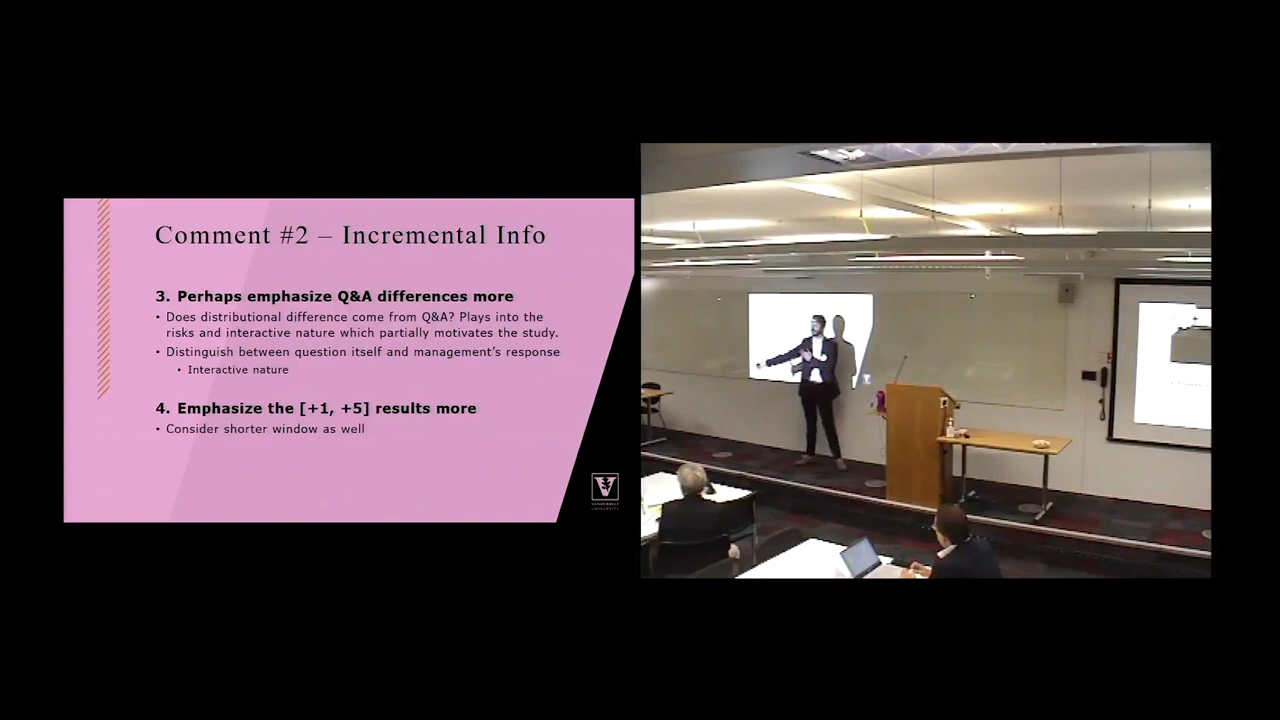 Comment #2 – Incremental Info
3. Perhaps emphasize Q&A differences more
• Does distributional difference come from Q&A? Plays into the
risks and interactive nature which partially motivates the study.
• Distinguish between question itself and management's response
• Interactive nature
4. Emphasize the [+1, +5] results more
• Consider shorter window as well
V
VANDERBILT
UNIVERSITY